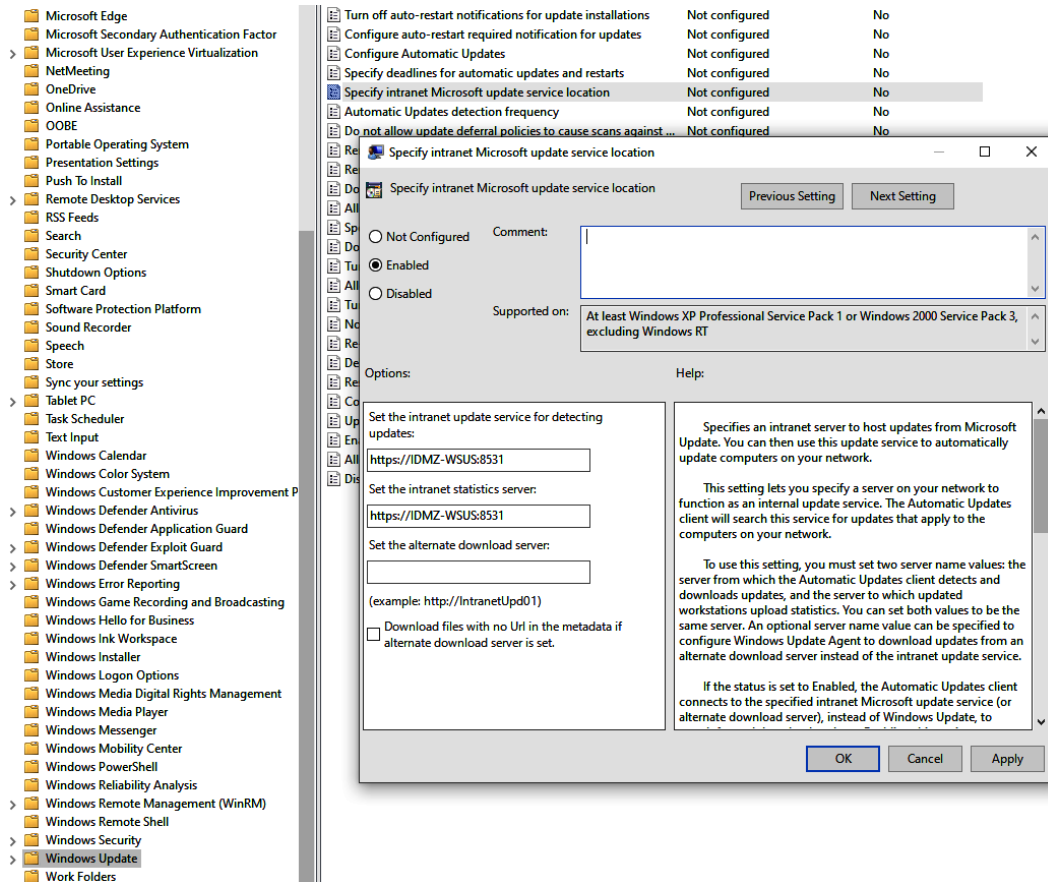 Microsoft Edge
Microsoft Secondary Authentication Factor
Microsoft User Experience Virtualization
NetMeeting
OneDrive
Online Assistance
OOBE
Portable Operating System
Presentation Settings
Push To Install
Remote Desktop Services
RSS Feeds
Search
Security Center
Shutdown Options
Smart Card
Software Protection Platform
Sound Recorder
Speech
Store
Sync your settings
Tablet PC
Task Scheduler
Text Input
Windows Calendar
Windows Color System
Windows Customer Experience Improvement P
Windows Defender Antivirus
Windows Defender Application Guard
Windows Defender Exploit Guard
Windows Defender SmartScreen
Windows Error Reporting
Windows Game Recording and Broadcasting
Windows Hello for Business
Windows Ink Workspace
Windows Installer
Windows Logon Options
Windows Media Digital Rights Management
Windows Media Player
Windows Messenger
Windows Mobility Center
Windows PowerShell
Windows Reliability Analysis
Windows Remote Management (WinRM)
Windows Remote Shell
Windows Security
Windows Update
Work Folders
Turn off auto-restart notifications for update installations Not configured No
Configure auto-restart required notification for updates Not configured No
Configure Automatic Updates Not configured No
Specify deadlines for automatic updates and restarts Not configured No
Specify intranet Microsoft update service location Not configured No
Automatic Updates detection frequency Not configured No
Do not allow update deferral policies to cause scans against ... Not configured No
Re
Re
Do
All
Sp
Do
Tu
All
Tu
No
Re
De
Re
Co
Up
En
All
Dis
Specify intranet Microsoft update service location
Specify intranet Microsoft update service location
Previous Setting Next Setting
Not Configured
Enabled
Disabled
Comment:
Supported on:
At least Windows XP Professional Service Pack 1 or Windows 2000 Service Pack 3,
excluding Windows RT
Options:
Set the intranet update service for detecting
updates:
https://IDMZ-WSUS:8531
Set the intranet statistics server:
https://IDMZ-WSUS:8531
Set the alternate download server:
(example: http://IntranetUpd01)
Download files with no Url in the metadata if
alternate download server is set.
Help:
Specifies an intranet server to host updates from Microsoft
Update. You can then use this update service to automatically
update computers on your network.
This setting lets you specify a server on your network to
function as an internal update service. The Automatic Updates
client will search this service for updates that apply to the
computers on your network.
To use this setting, you must set two server name values: the
server from which the Automatic Updates client detects and
downloads updates, and the server to which updated
workstations upload statistics. You can set both values to be the
same server. An optional server name value can be specified to
configure Windows Update Agent to download updates from an
alternate download server instead of the intranet update service.
If the status is set to Enabled, the Automatic Updates client
connects to the specified intranet Microsoft update service (or
alternate download server), instead of Windows Update, to
OK Cancel Apply